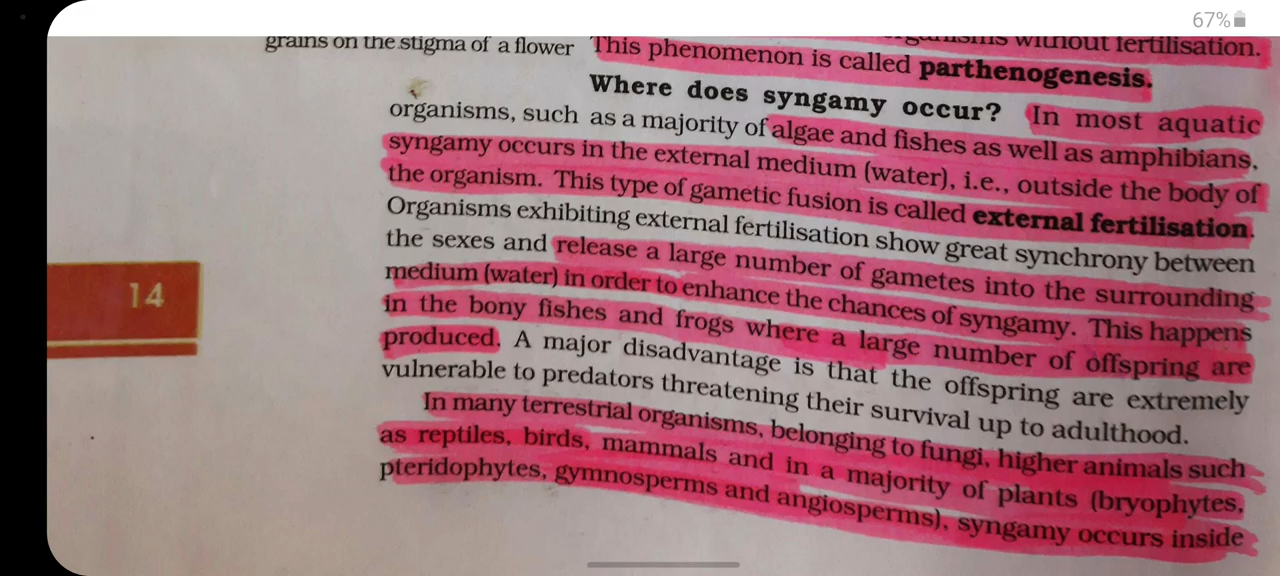 67%
organisms without fertilisation.
grains on the stigma of a flower This phenomenon is called parthenogenesis.
Where does syngamy occur? In most aquatic
organisms, such as a majority of algae and fishes as well as amphibians,
syngamy occurs in the external medium (water), i.e., outside the body of
the organism. This type of gametic fusion is called external fertilisation.
Organisms exhibiting external fertilisation show great synchrony between
the sexes and release a large number of gametes into the surrounding
medium (water) in order to enhance the chances of syngamy. This happens
in the bony fishes and frogs where a large number of offspring are
produced. A major disadvantage is that the offspring are extremely
vulnerable to predators threatening their survival up to adulthood.
In many terrestrial organisms, belonging to fungi, higher animals such
as reptiles, birds, mammals and in a majority of plants (bryophytes,
pteridophytes, gymnosperms and angiosperms), syngamy occurs inside
14